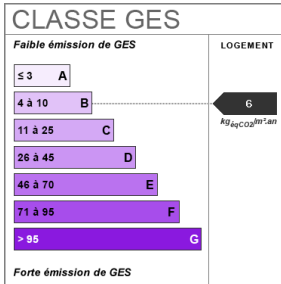 CLASSE GES
Faible émission de GES
LOGEMENT
≤ 3 A
4 à 10 B
6
kgéqCO2/m².an
11 à 25 C
26 à 45 D
46 à 70 E
71 à 95 F
> 95 G
Forte émission de GES